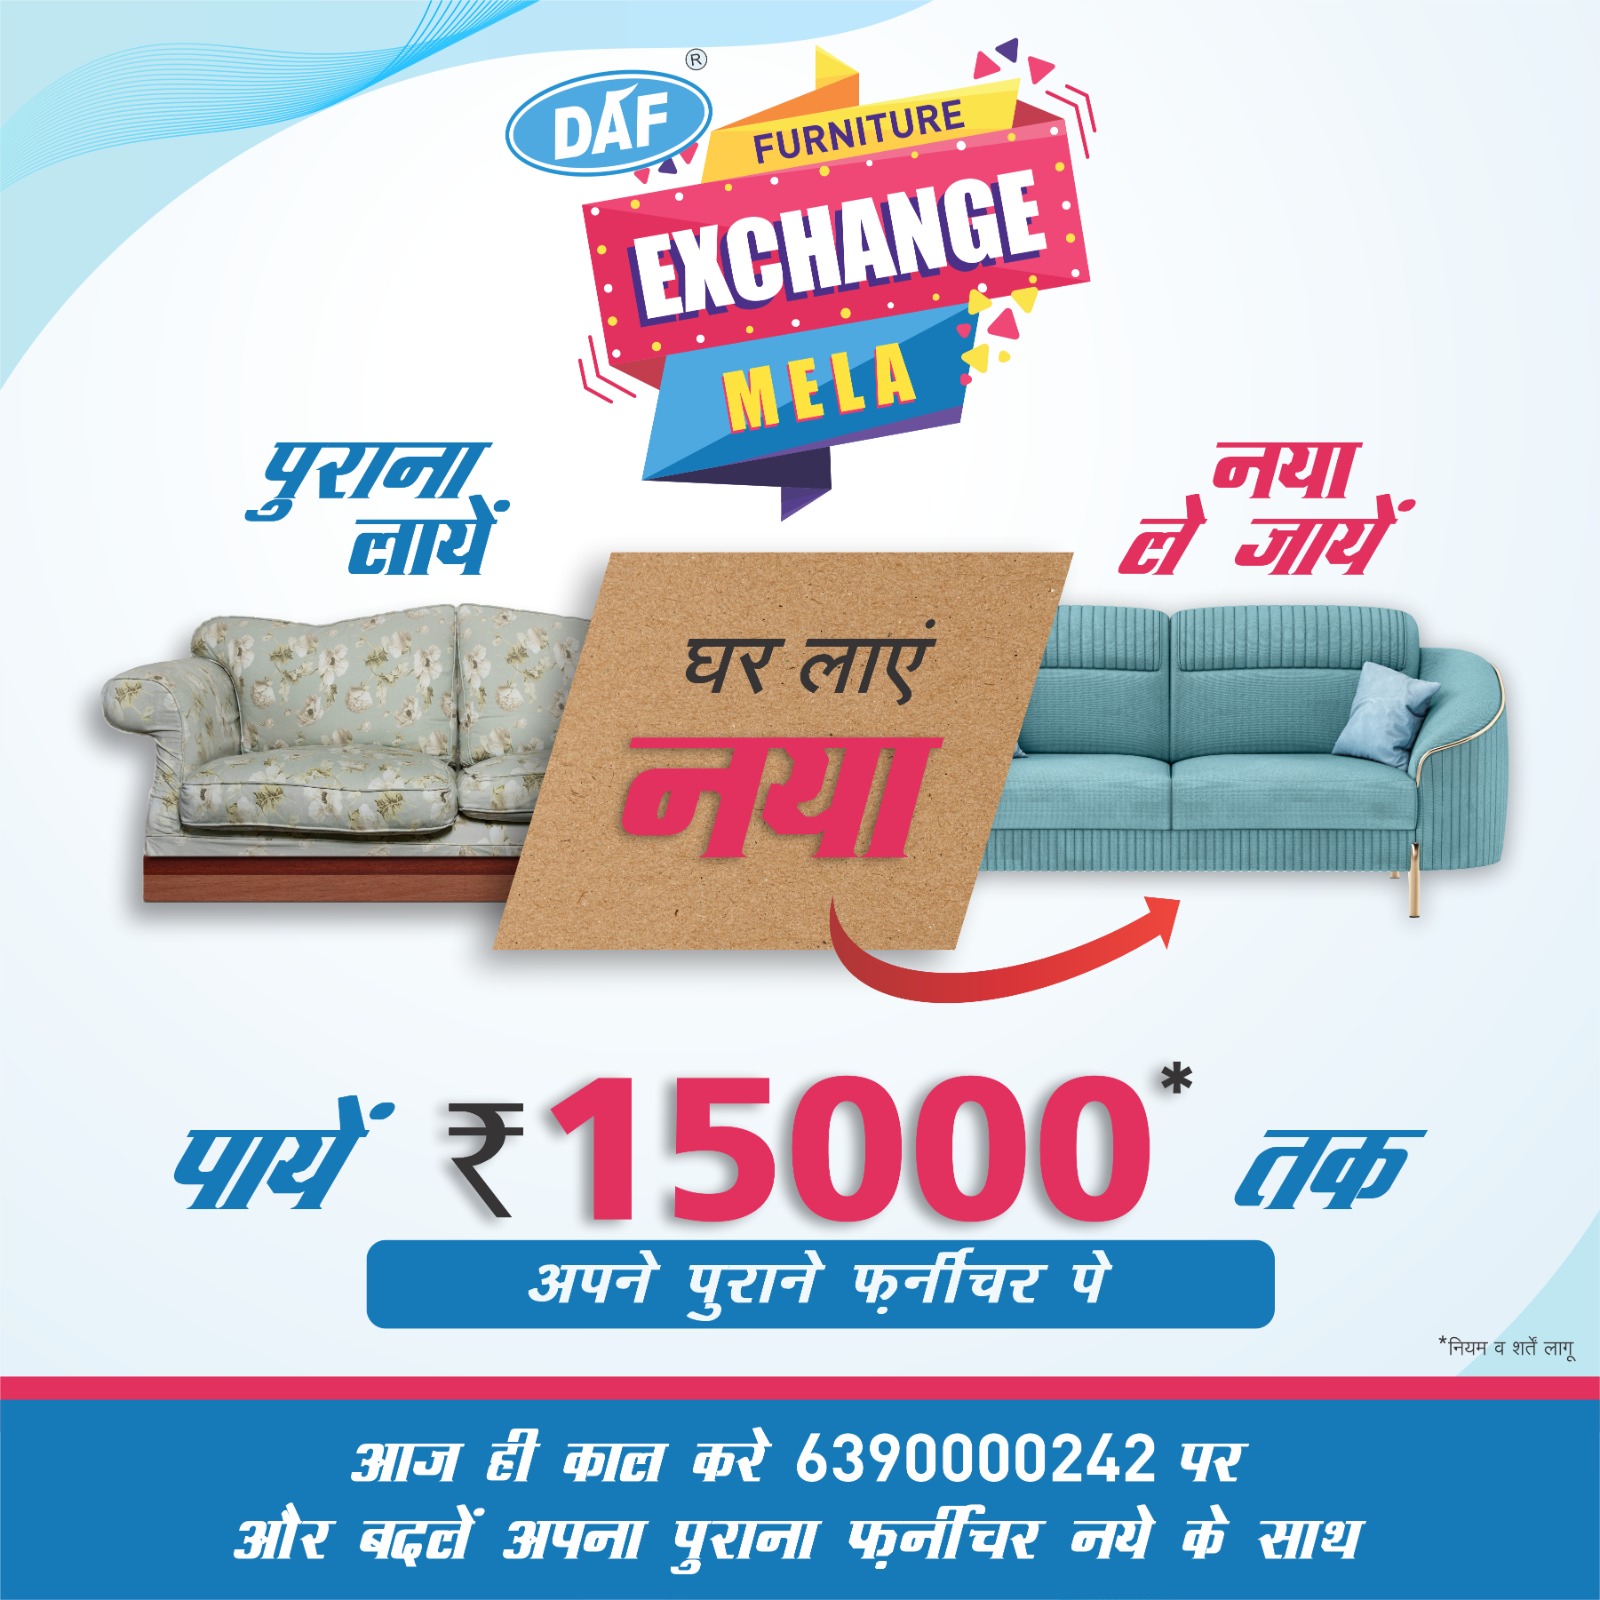 DAF ®
FURNITURE
EXCHANGE
MELA
पुराना
लायें
नया
ले जायें
घर लाएं
नया
पायें ₹15000* तक
अपने पुराने फ़र्नीचर पे
*नियम व शर्तें लागू
आज ही काल करे 6390000242 पर
और बदलें अपना पुराना फ़र्नीचर नये के साथ